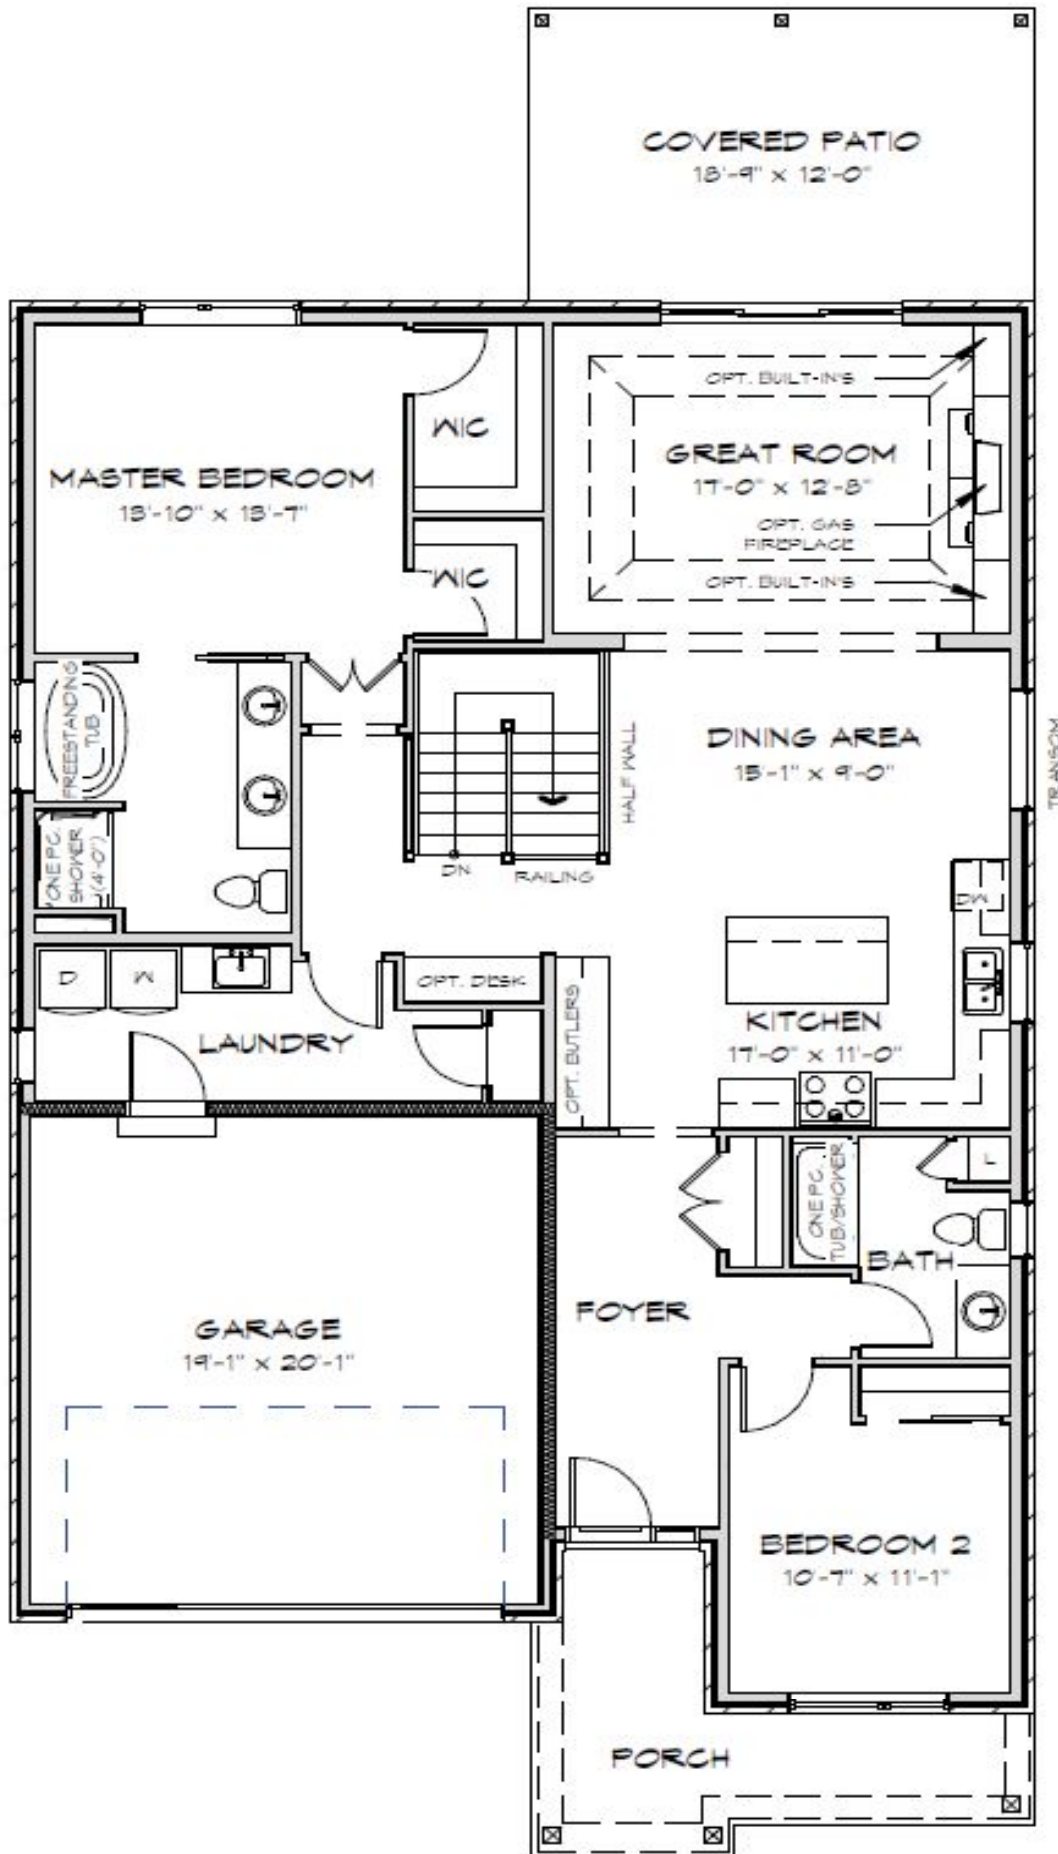 COVERED PATIO
18'-9" x 12'-0"
OPT. BUILT-IN'S
WIC
GREAT ROOM
17'-0" x 12'-8"
MASTER BEDROOM
13'-10" x 13'-7"
OPT. GAS
FIREPLACE
WIC
OPT. BUILT-IN'S
FREESTANDING
TUB
HALF WALL
DINING AREA
15'-1" x 9'-0"
TRANSOM
ONE PC.
SHOWER
(4'-0")
DN
RAILING
DW
D
W
OPT. DESK
LAUNDRY
OPT. BUTLERS
KITCHEN
17'-0" x 11'-0"
ONE PC.
TUB/SHOWER
L
BATH
FOYER
GARAGE
19'-1" x 20'-1"
BEDROOM 2
10'-7" x 11'-1"
PORCH